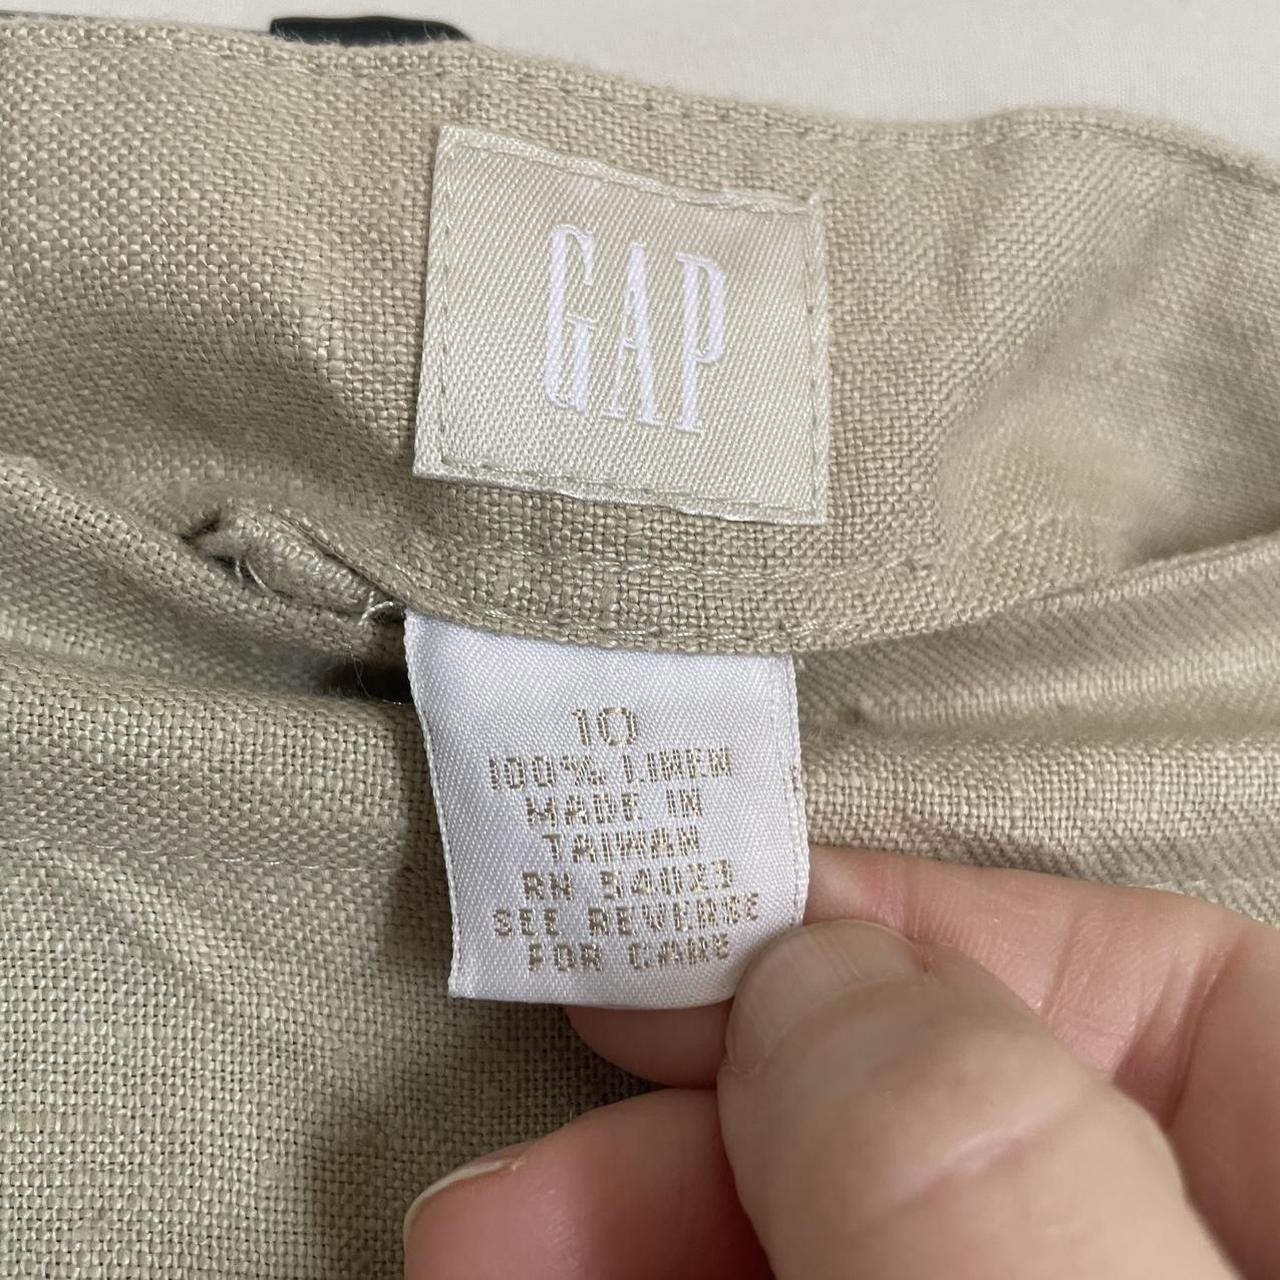 GAP
10
100% LINEN
MADE IN
TAIWAN
RN 54023
SEE REVERSE
FOR CARE